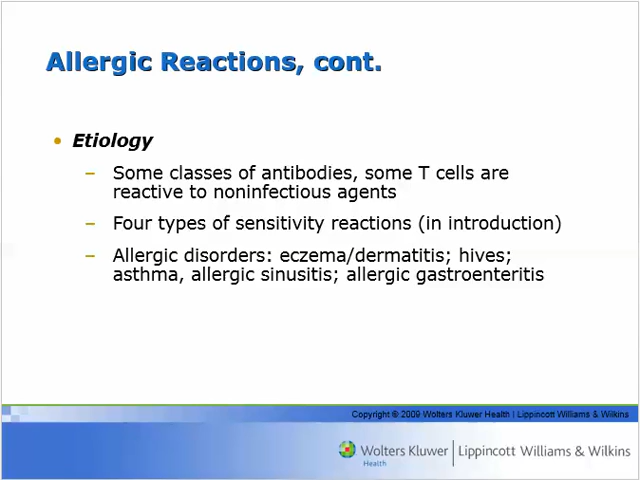 Allergic Reactions, cont.
• Etiology
– Some classes of antibodies, some T cells are
reactive to noninfectious agents
– Four types of sensitivity reactions (in introduction)
– Allergic disorders: eczema/dermatitis; hives;
asthma, allergic sinusitis; allergic gastroenteritis
Copyright © 2009 Wolters Kluwer Health | Lippincott Williams & Wilkins
Wolters Kluwer | Lippincott Williams & Wilkins
Health